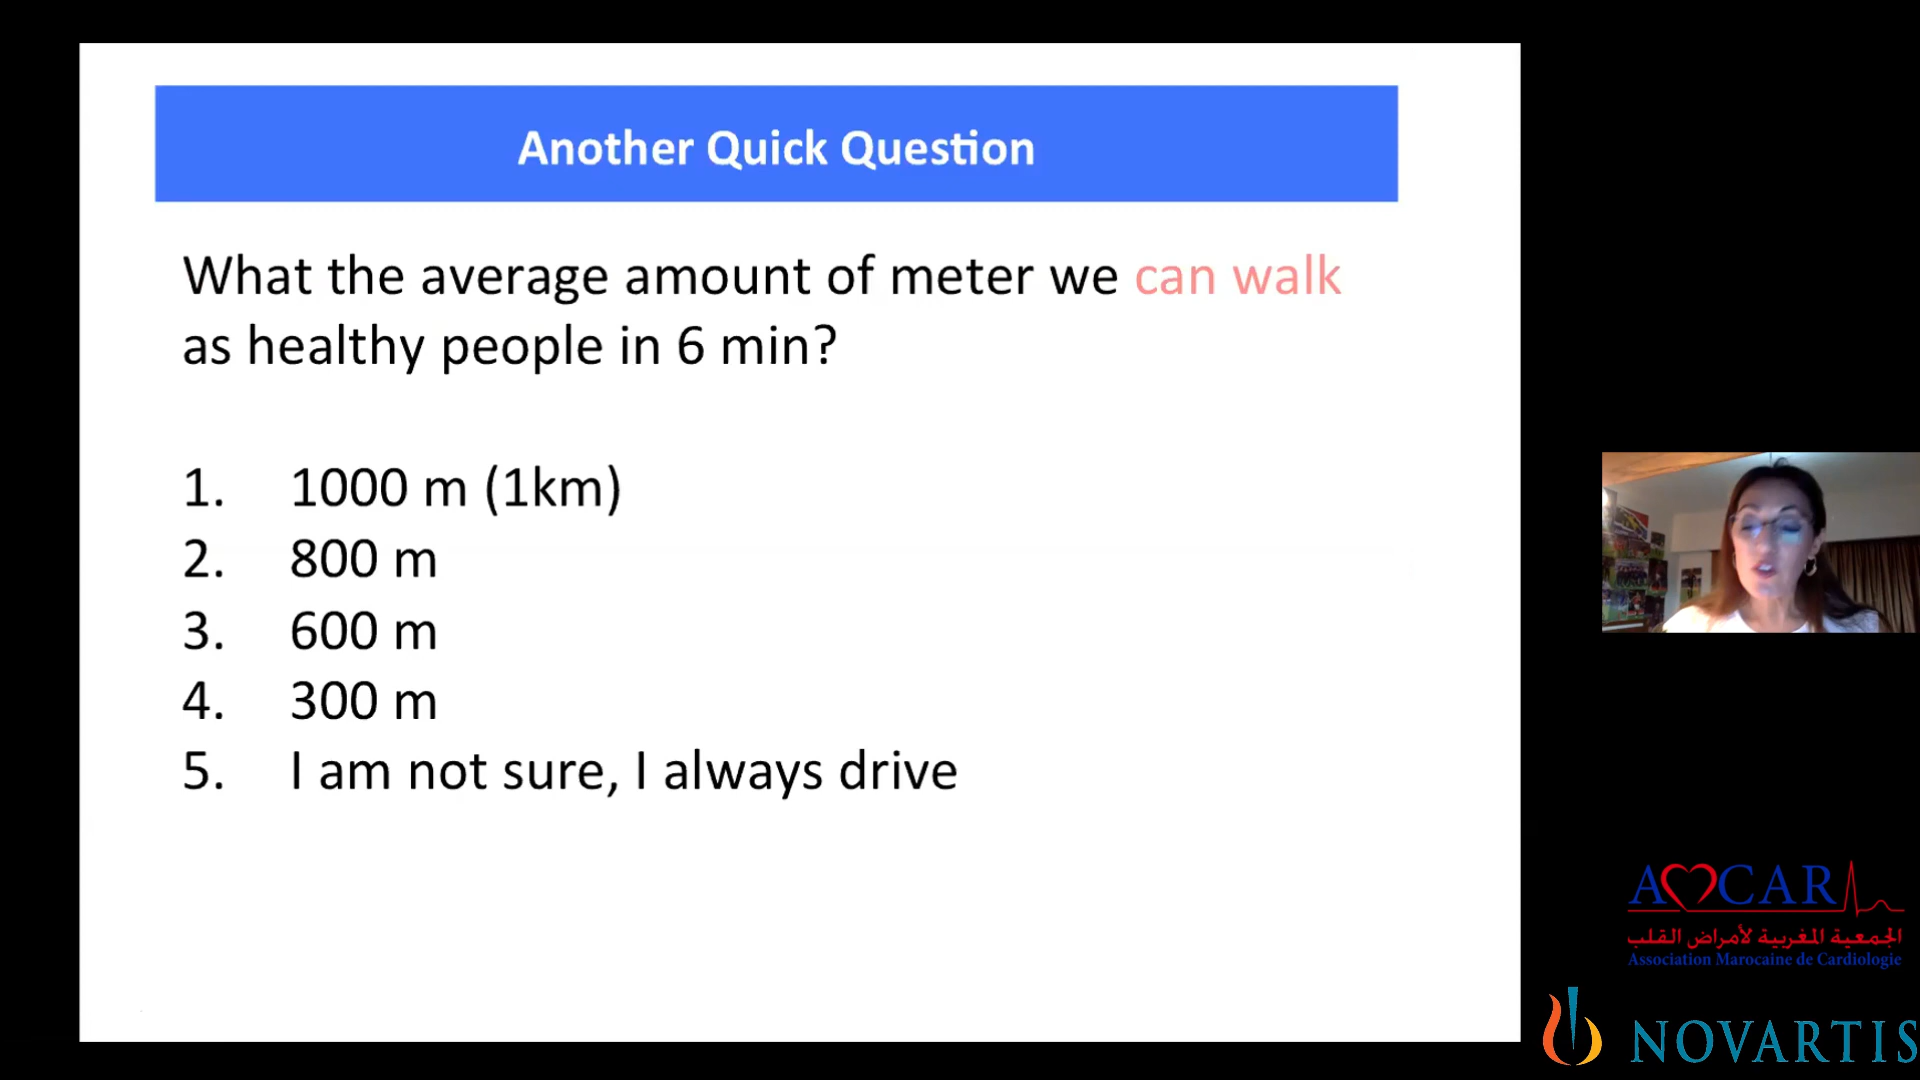 Another Quick Question
What the average amount of meter we can walk
as healthy people in 6 min?
1. 1000 m (1km)
2. 800 m
3. 600 m
4. 300 m
5. I am not sure, I always drive
AMCAR
الجمعية المغربية لأمراض القلب
Association Marocaine de Cardiologie
NOVARTIS